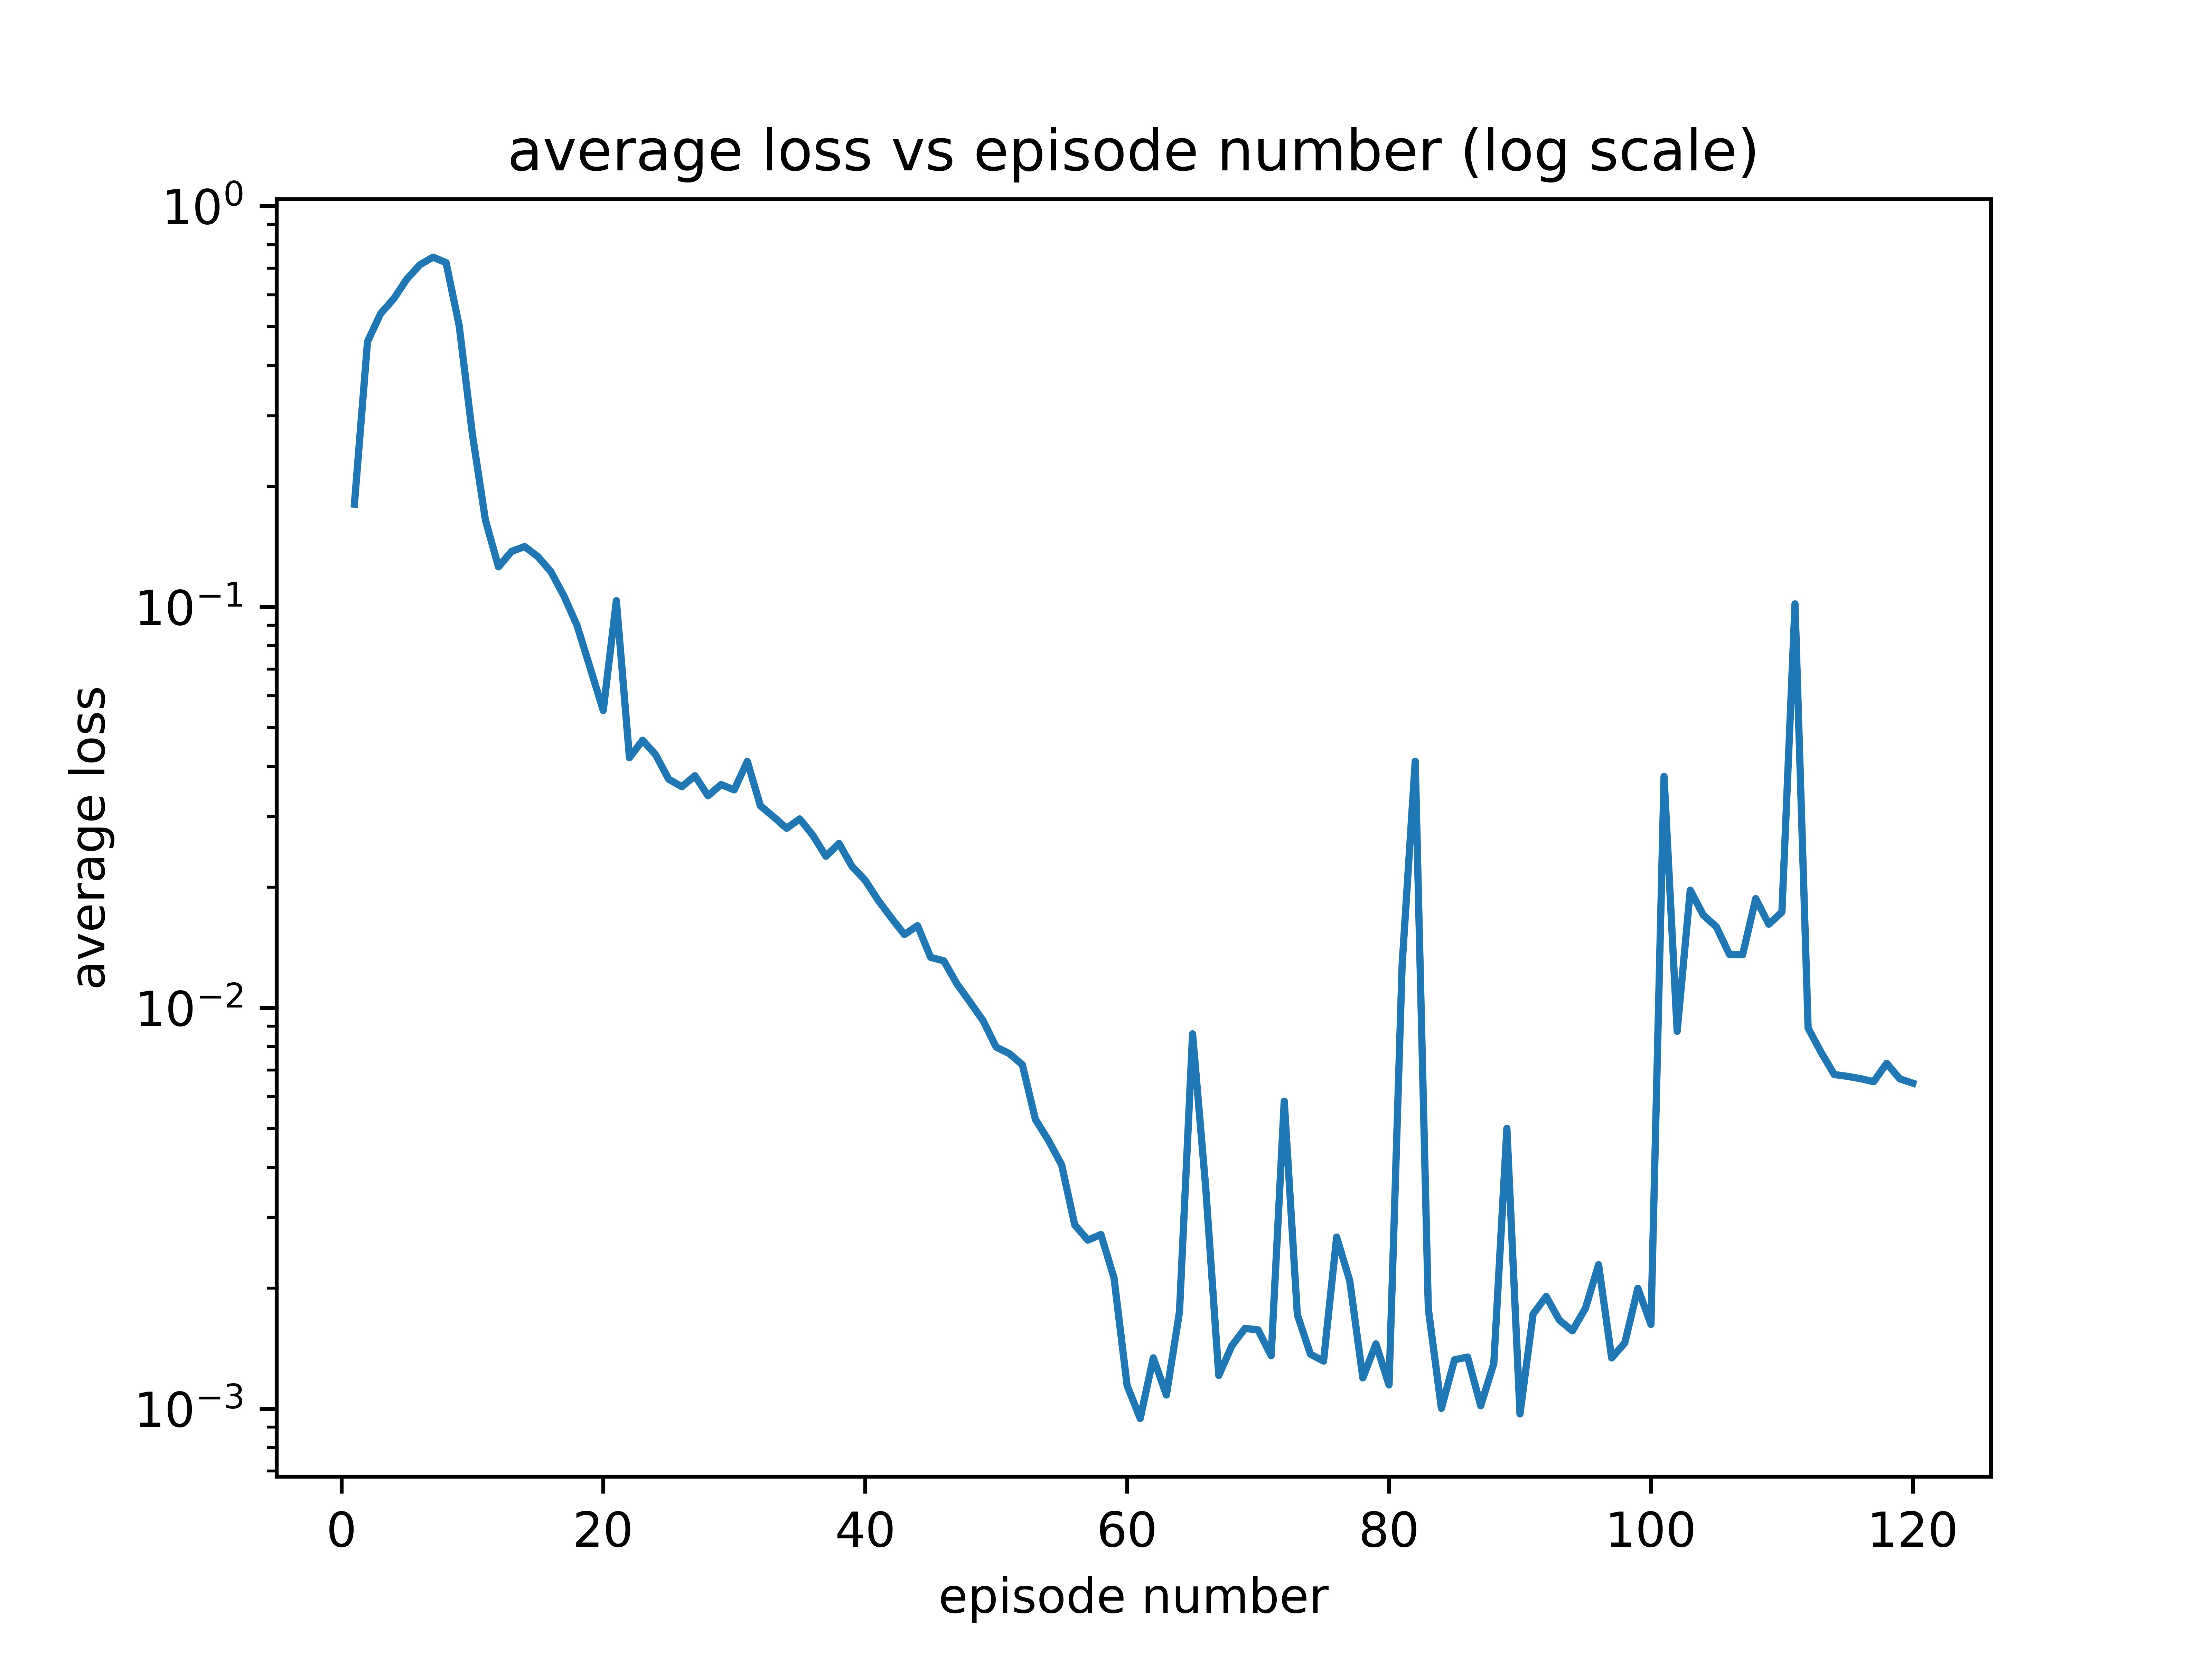 average loss vs episode number (log scale)
10⁰
10⁻¹
10⁻²
10⁻³
average loss
0 20 40 60 80 100 120
episode number